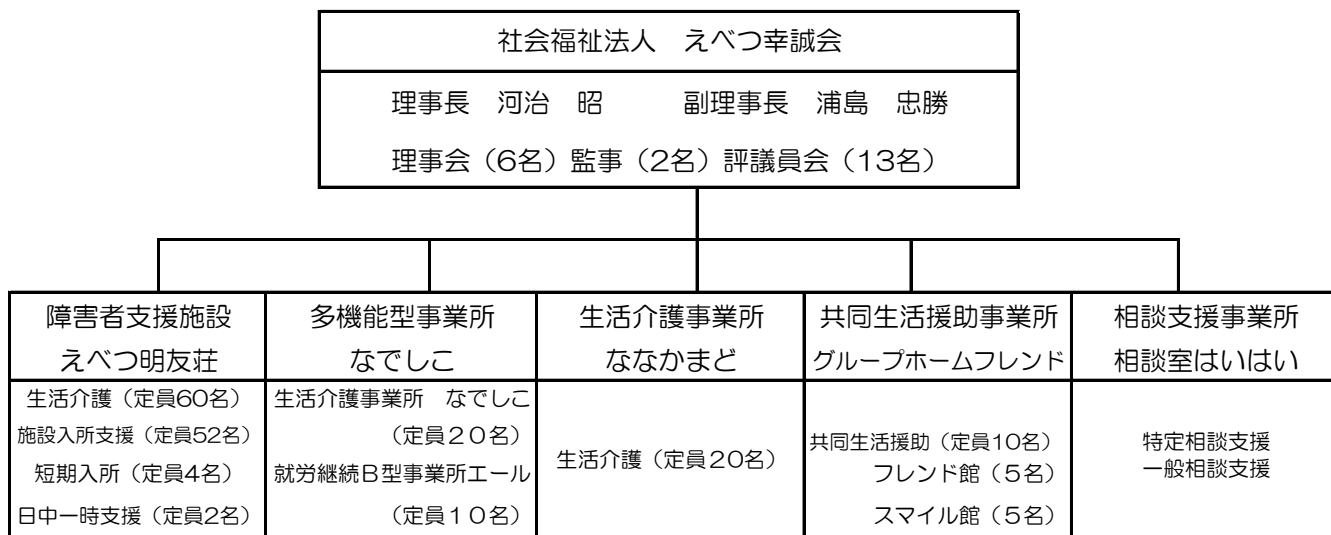 社会福祉法人　えべつ幸誠会
理事長　河治　昭　　　副理事長　浦島　忠勝
理事会（6名）監事（2名）評議員会（13名）
障害者支援施設
えべつ明友荘
生活介護（定員60名）
施設入所支援（定員52名）
短期入所（定員4名）
日中一時支援（定員2名）
多機能型事業所
なでしこ
生活介護事業所　なでしこ
（定員２０名）
就労継続Ｂ型事業所エール
（定員１０名）
生活介護事業所
ななかまど
生活介護（定員20名）
共同生活援助事業所
グループホームフレンド
共同生活援助（定員10名）
フレンド館（５名）
スマイル館（５名）
相談支援事業所
相談室はいはい
特定相談支援
一般相談支援